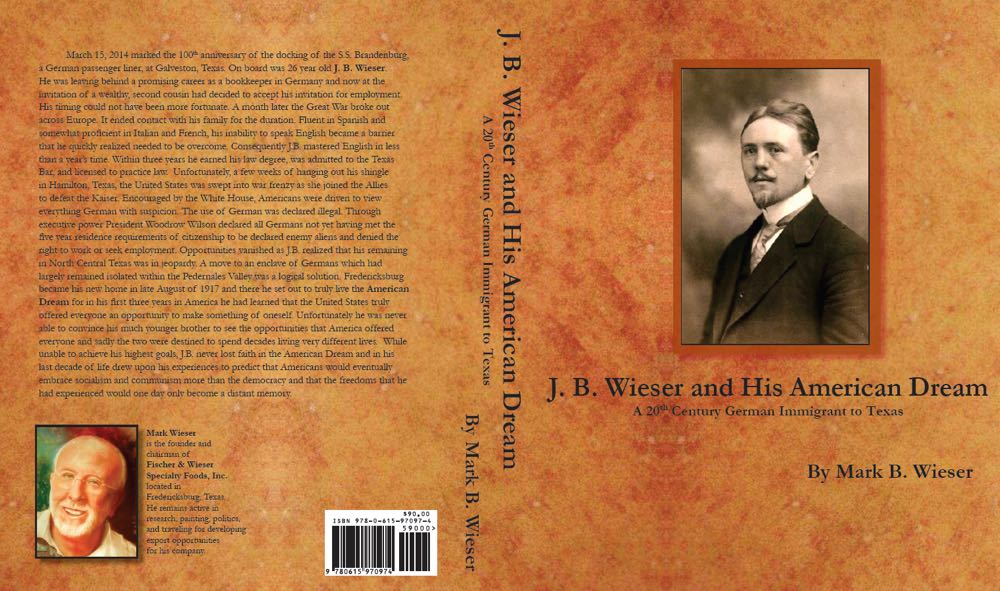 March 15, 2014 marked the 100th anniversary of the docking of the S.S. Brandenburg,
a German passenger liner, at Galveston, Texas. On board was 26 year old J. B. Wieser.
He was leaving behind a promising career as a bookkeeper in Germany and now at the
invitation of a wealthy, second cousin had decided to accept his invitation for employment.
His timing could not have been more fortunate. A month later the Great War broke out
across Europe. It ended contact with his family for the duration. Fluent in Spanish and
somewhat proficient in Italian and French, his inability to speak English became a barrier
that he quickly realized needed to be overcome. Consequently J.B. mastered English in less
than a year's time. Within three years he earned his law degree, was admitted to the Texas
Bar, and licensed to practice law. Unfortunately, a few weeks of hanging out his shingle
in Hamilton, Texas, the United States was swept into war frenzy as she joined the Allies
to defeat the Kaiser. Encouraged by the White House, Americans were driven to view
everything German with suspicion. The use of German was declared illegal. Through
executive power President Woodrow Wilson declared all Germans not yet having met the
five year residence requirements of citizenship to be declared enemy aliens and denied the
right to work or seek employment. Opportunities vanished as J.B. realized that his remaining
in North Central Texas was in jeopardy. A move to an enclave of Germans which had
largely remained isolated within the Pedernales Valley was a logical solution. Fredericksburg
became his new home in late August of 1917 and there he set out to truly live the American
Dream for in his first three years in America he had learned that the United States truly
offered everyone an opportunity to make something of oneself. Unfortunately he was never
able to convince his much younger brother to see the opportunities that America offered
everyone and sadly the two were destined to spend decades living very different lives. While
unable to achieve his highest goals, J.B. never lost faith in the American Dream and in his
last decade of life drew upon his experiences to predict that Americans would eventually
embrace socialism and communism more than the democracy and that the freedoms that he
had experienced would one day only become a distant memory.
Mark Wieser
is the founder and
chairman of
Fischer & Wieser
Specialty Foods, Inc.
located in
Fredericksburg, Texas.
He remains active in
research, painting, politics,
and traveling for developing
export opportunities
for his company.
$90.00
ISBN 978-0-615-97097-4
59000>
9 780615 970974
J. B. Wieser and His American Dream
A 20th Century German Immigrant to Texas
By Mark B. Wieser
J. B. Wieser and His American Dream
A 20th Century German Immigrant to Texas
By Mark B. Wieser